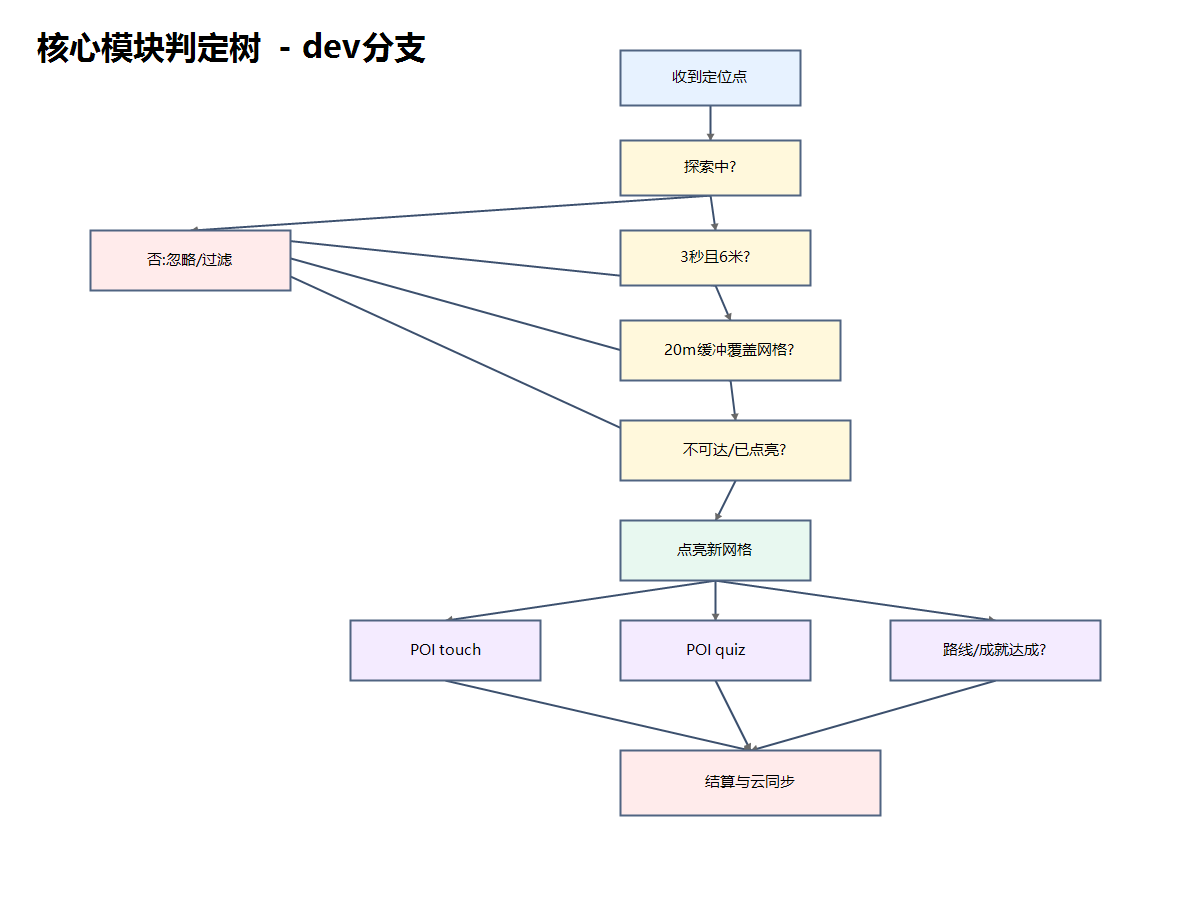 核心模块判定树 - dev分支
收到定位点
探索中?
否:忽略/过滤
3秒且6米?
20m缓冲覆盖网格?
不可达/已点亮?
点亮新网格
POI touch
POI quiz
路线/成就达成?
结算与云同步